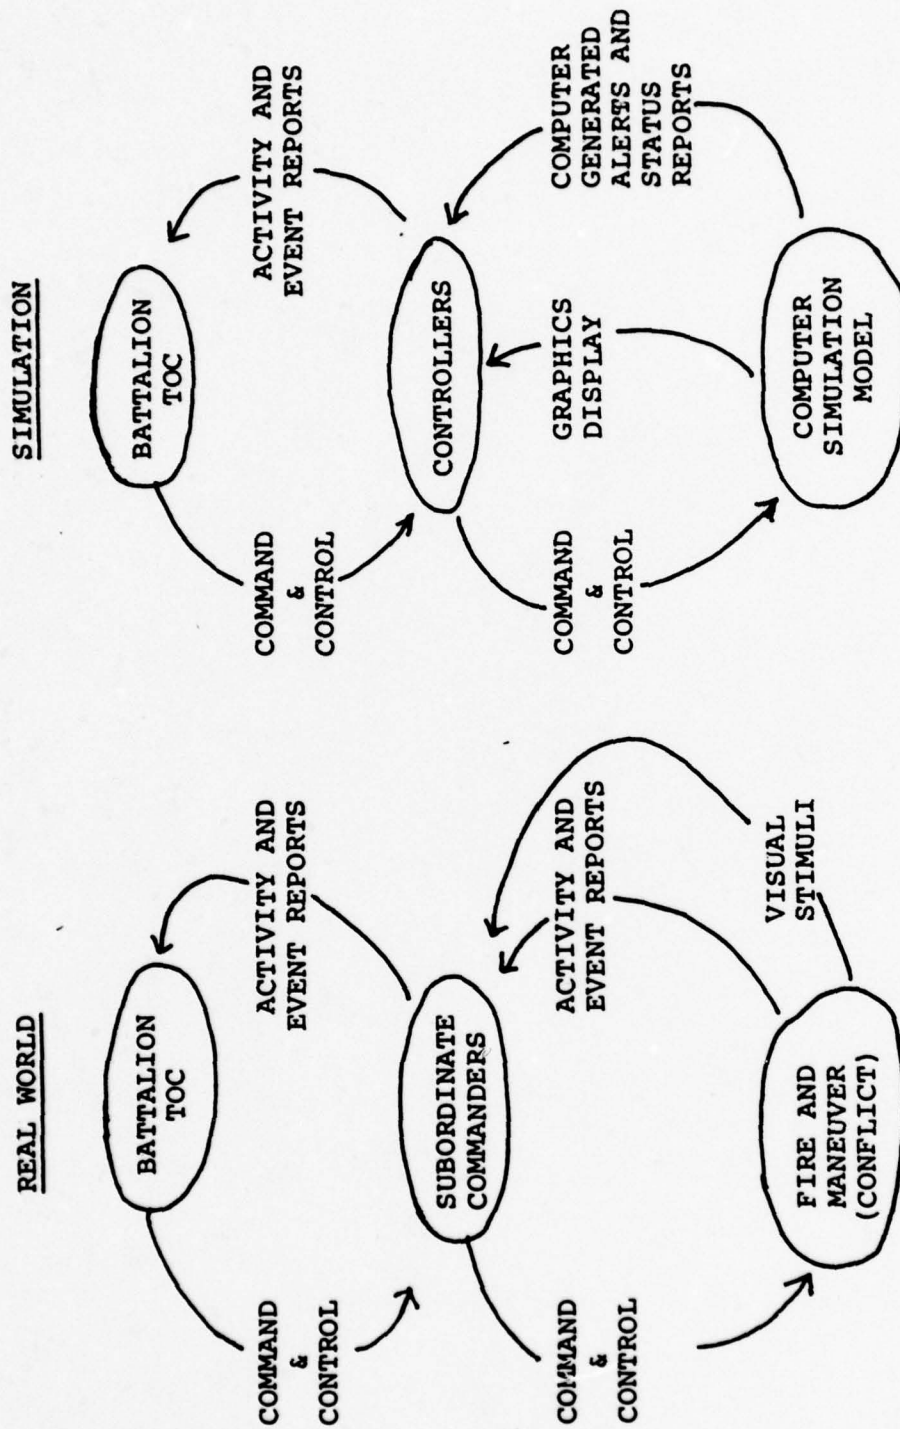 REAL WORLD
BATTALION
TOC
COMMAND
&
CONTROL
ACTIVITY AND
EVENT REPORTS
SUBORDINATE
COMMANDERS
COMMAND
&
CONTROL
ACTIVITY AND
EVENT REPORTS
VISUAL
STIMULI
FIRE AND
MANEUVER
(CONFLICT)
SIMULATION
BATTALION
TOC
COMMAND
&
CONTROL
ACTIVITY AND
EVENT REPORTS
CONTROLLERS
COMMAND
&
CONTROL
GRAPHICS
DISPLAY
COMPUTER
GENERATED
ALERTS AND
STATUS
REPORTS
COMPUTER
SIMULATION
MODEL